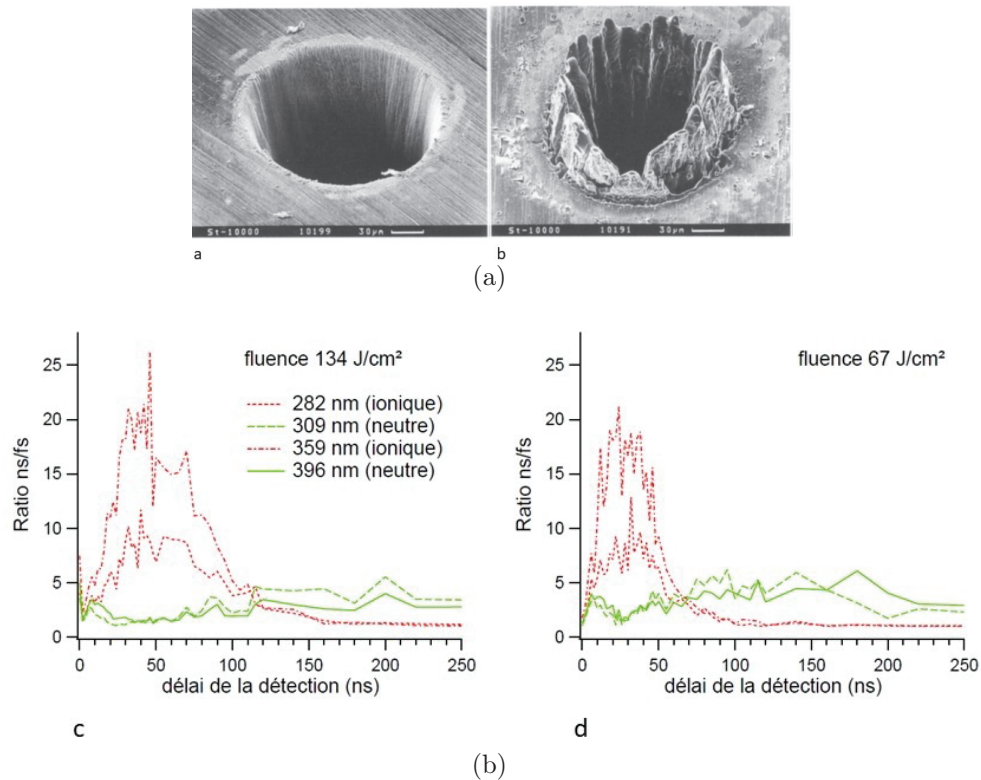 St-10000 10199 30µm
St-10000 10191 30µm
a
b
(a)
Ratio ns/fs
25
20
15
10
5
0
fluence 134 J/cm²
282 nm (ionique)
309 nm (neutre)
359 nm (ionique)
396 nm (neutre)
0 50 100 150 200 250
délai de la détection (ns)
c
Ratio ns/fs
25
20
15
10
5
0
fluence 67 J/cm²
0 50 100 150 200 250
délai de la détection (ns)
d
(b)